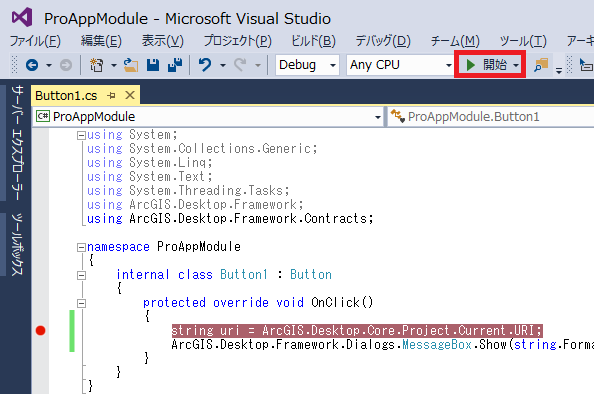 ProAppModule - Microsoft Visual Studio
ファイル(F) 編集(E) 表示(V) プロジェクト(P) ビルド(B) デバッグ(D) チーム(M) ツール(T) アーキ
Debug Any CPU 開始
サーバー エクスプローラー
ツールボックス
Button1.cs
C# ProAppModule ProAppModule.Button1
using System;
using System.Collections.Generic;
using System.Linq;
using System.Text;
using System.Threading.Tasks;
using ArcGIS.Desktop.Framework;
using ArcGIS.Desktop.Framework.Contracts;
namespace ProAppModule
{
internal class Button1 : Button
{
protected override void OnClick()
{
string uri = ArcGIS.Desktop.Core.Project.Current.URI;
ArcGIS.Desktop.Framework.Dialogs.MessageBox.Show(string.Forma
}
}
}